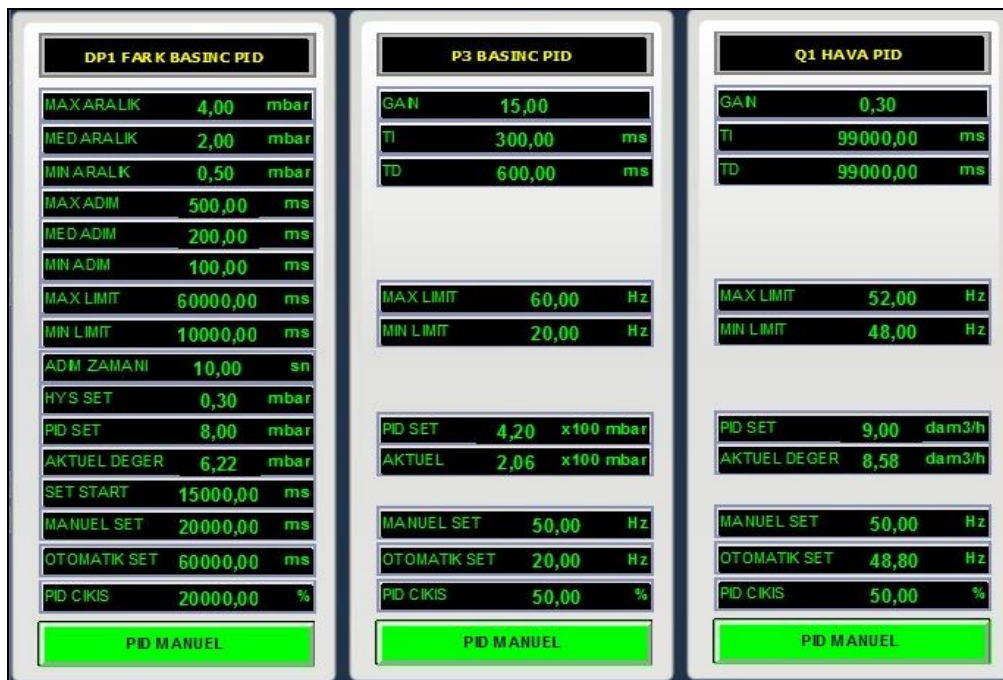 DP1 FARK BASINC PID
MAX ARALIK 4,00 mbar
MED ARALIK 2,00 mbar
MIN ARALIK 0,50 mbar
MAX ADIM 500,00 ms
MED ADIM 200,00 ms
MIN ADIM 100,00 ms
MAX LIMIT 60000,00 ms
MIN LIMIT 10000,00 ms
ADIM ZAMANI 10,00 sn
HYS SET 0,30 mbar
PID SET 8,00 mbar
AKTUEL DEGER 6,22 mbar
SET START 15000,00 ms
MANUEL SET 20000,00 ms
OTOMATIK SET 60000,00 ms
PID CIKIS 20000,00 %
PID MANUEL
P3 BASINC PID
GAIN 15,00
TI 300,00 ms
TD 600,00 ms
MAX LIMIT 60,00 Hz
MIN LIMIT 20,00 Hz
PID SET 4,20 x100 mbar
AKTUEL 2,06 x100 mbar
MANUEL SET 50,00 Hz
OTOMATIK SET 20,00 Hz
PID CIKIS 50,00 %
PID MANUEL
Q1 HAVA PID
GAIN 0,30
TI 99000,00 ms
TD 99000,00 ms
MAX LIMIT 52,00 Hz
MIN LIMIT 48,00 Hz
PID SET 9,00 dam3/h
AKTUEL DEGER 8,58 dam3/h
MANUEL SET 50,00 Hz
OTOMATIK SET 48,80 Hz
PID CIKIS 50,00 %
PID MANUEL